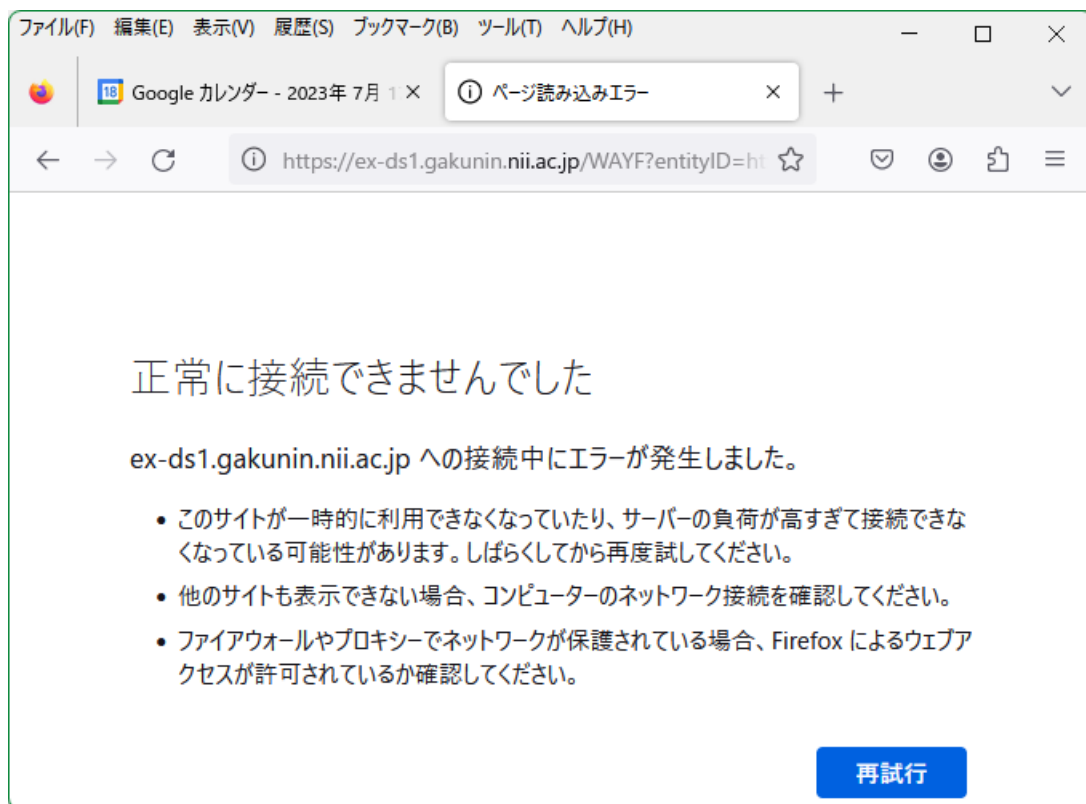 ファイル(F) 編集(E) 表示(V) 履歴(S) ブックマーク(B) ツール(T) ヘルプ(H)
18 Google カレンダー - 2023年 7月 1
ページ読み込みエラー
https://ex-ds1.gakunin.nii.ac.jp/WAYF?entityID=ht
正常に接続できませんでした
ex-ds1.gakunin.nii.ac.jp への接続中にエラーが発生しました。
• このサイトが一時的に利用できなくなっていたり、サーバーの負荷が高すぎて接続できな
くなっている可能性があります。しばらくしてから再度試してください。
• 他のサイトも表示できない場合、コンピューターのネットワーク接続を確認してください。
• ファイアウォールやプロキシーでネットワークが保護されている場合、Firefox によるウェブア
クセスが許可されているか確認してください。
再試行